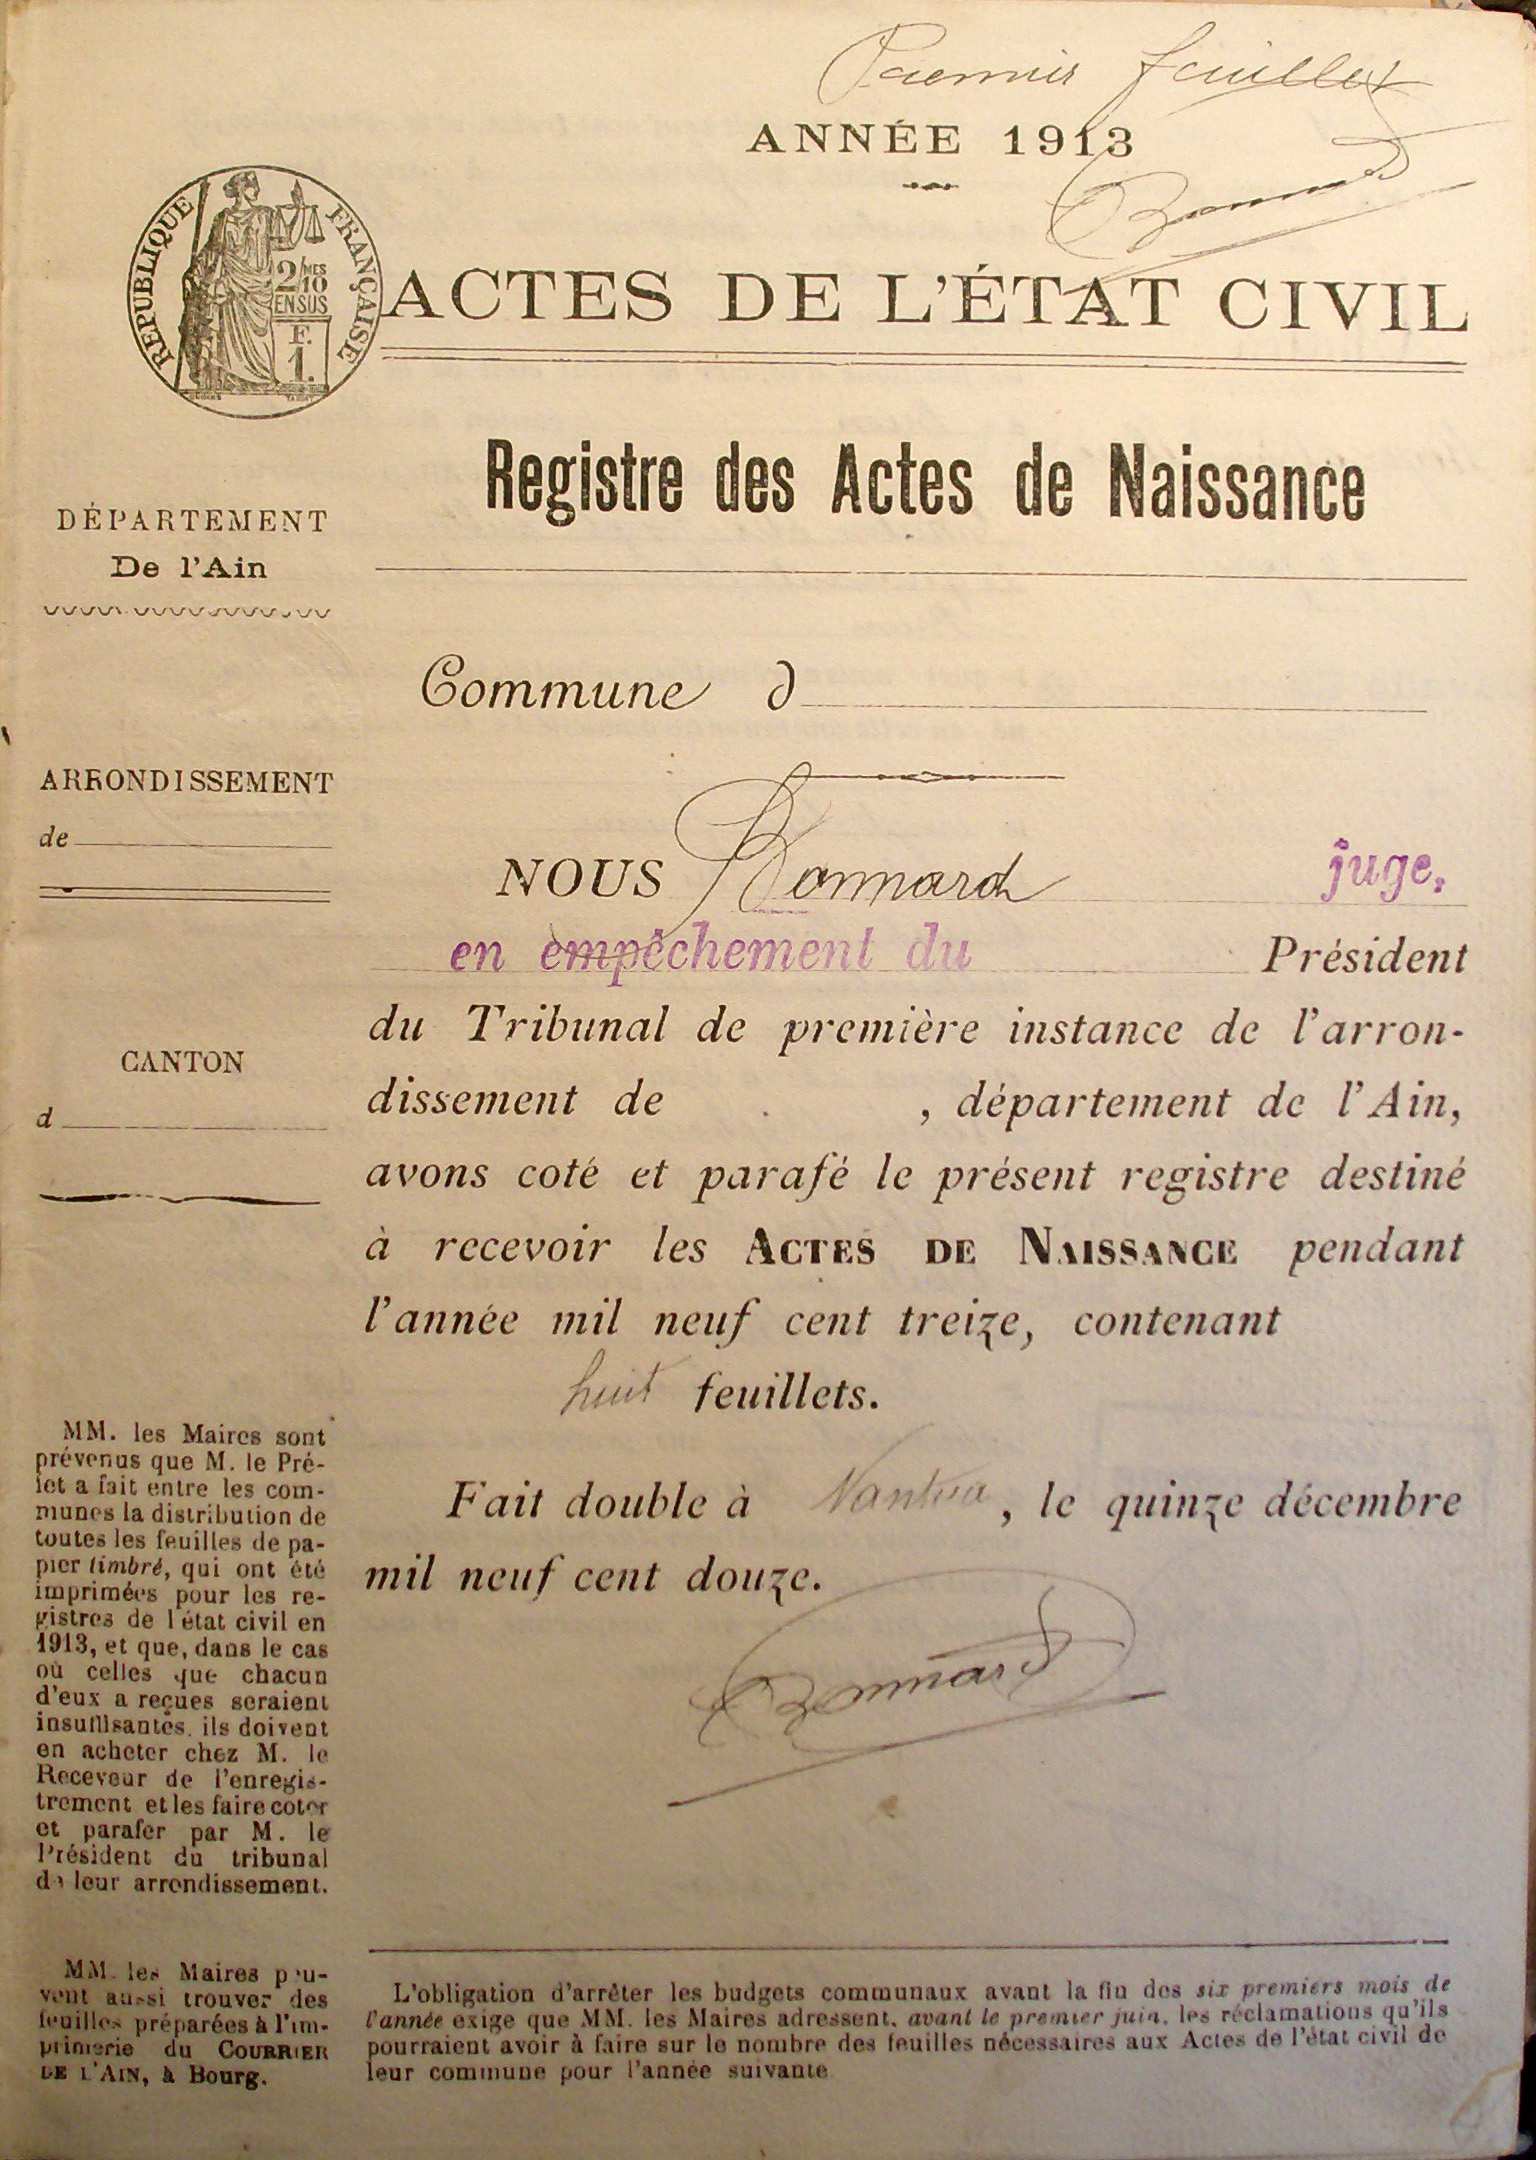 Premier feuillet
ANNÉE 1913
Bonnard
RÉPUBLIQUE FRANÇAISE
2/10 MES
EN SUS
F.
1.
ACTES DE L'ÉTAT CIVIL
Registre des Actes de Naissance
DÉPARTEMENT
De l'Ain
Commune d
ARRONDISSEMENT
de
NOUS Bonnard juge,
en empêchement du Président
du Tribunal de première instance de l'arron-
dissement de , département de l'Ain,
avons coté et parafé le présent registre destiné
à recevoir les ACTES DE NAISSANCE pendant
l'année mil neuf cent treize, contenant
huit feuillets.
CANTON
d
Fait double à Nantua, le quinze décembre
mil neuf cent douze.
Bonnard
MM. les Maires sont
prévenus que M. le Pré-
fet a fait entre les com-
munes la distribution de
toutes les feuilles de pa-
pier timbré, qui ont été
imprimées pour les re-
gistres de l'état civil en
1913, et que, dans le cas
où celles que chacun
d'eux a reçues seraient
insuffisantes, ils doivent
en acheter chez M. le
Receveur de l'enregis-
trement et les faire coter
et parafer par M. le
Président du tribunal
de leur arrondissement.
MM. les Maires peu-
vent aussi trouver des
feuilles préparées à l'im-
primerie du COURRIER
DE L'AIN, à Bourg.
L'obligation d'arrêter les budgets communaux avant la fin des six premiers mois de
l'année exige que MM. les Maires adressent, avant le premier juin, les réclamations qu'ils
pourraient avoir à faire sur le nombre des feuilles nécessaires aux Actes de l'état civil de
leur commune pour l'année suivante